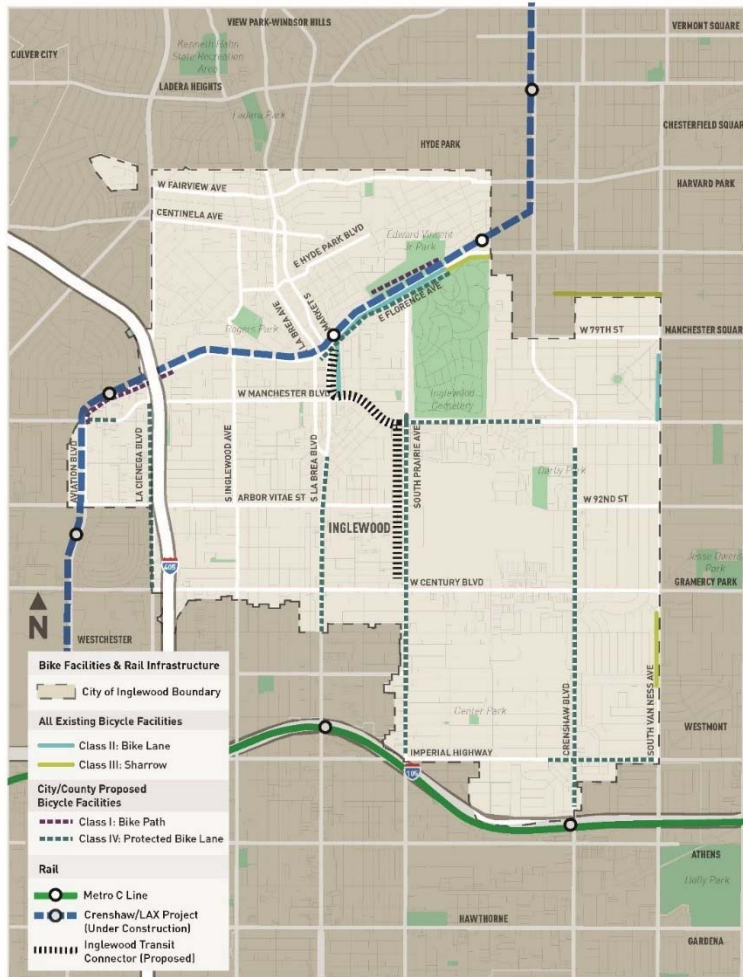 VIEW PARK-WINDSOR HILLS
VERMONT SQUARE
CULVER CITY
Kenneth Hahn
State Recreation
Area
LADERA HEIGHTS
Ladera Park
CHESTERFIELD SQUARE
HYDE PARK
HARVARD PARK
W FAIRVIEW AVE
CENTINELA AVE
E HYDE PARK BLVD
Edward Vincent
Jr Park
LA BREA AVE
MARKET S
E FLORENCE AVE
Rogers Park
W 79TH ST
MANCHESTER SQUARE
W MANCHESTER BLVD
Inglewood
Cemetery
AVIATION BLVD
LA CIENEGA BLVD
S INGLEWOOD AVE
S LA BREA BLVD
SOUTH PRAIRIE AVE
Darby Park
ARBOR VITAE ST
W 92ND ST
INGLEWOOD
Jesse Owens
Park
405
W CENTURY BLVD
GRAMERCY PARK
N
WESTCHESTER
CRENSHAW BLVD
SOUTH VAN NESS AVE
Center Park
WESTMONT
IMPERIAL HIGHWAY
105
ATHENS
Holly Park
HAWTHORNE
GARDENA
Bike Facilities & Rail Infrastructure
City of Inglewood Boundary
All Existing Bicycle Facilities
Class II: Bike Lane
Class III: Sharrow
City/County Proposed
Bicycle Facilities
Class I: Bike Path
Class IV: Protected Bike Lane
Rail
Metro C Line
Crenshaw/LAX Project
(Under Construction)
Inglewood Transit
Connector (Proposed)